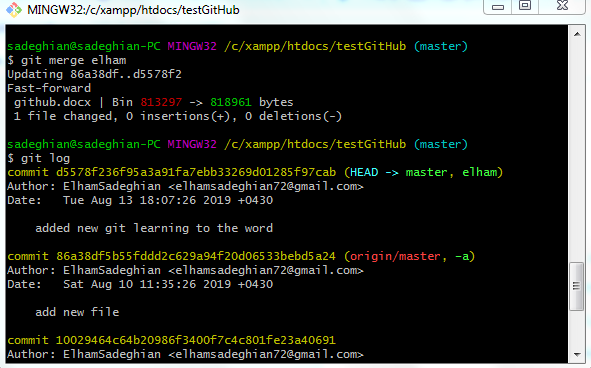 MINGW32:/c/xampp/htdocs/testGitHub
sadeghian@sadeghian-PC MINGW32 /c/xampp/htdocs/testGitHub (master)
$ git merge elham
Updating 86a38df..d5578f2
Fast-forward
 github.docx | Bin 813297 -> 818961 bytes
 1 file changed, 0 insertions(+), 0 deletions(-)
sadeghian@sadeghian-PC MINGW32 /c/xampp/htdocs/testGitHub (master)
$ git log
commit d5578f236f95a3a91fa7ebb33269d01285f97cab (HEAD -> master, elham)
Author: ElhamSadeghian <elhamsadeghian72@gmail.com>
Date:   Tue Aug 13 18:07:26 2019 +0430
    added new git learning to the word
commit 86a38df5b55fddd2c629a94f20d06533bebd5a24 (origin/master, -a)
Author: ElhamSadeghian <elhamsadeghian72@gmail.com>
Date:   Sat Aug 10 11:35:26 2019 +0430
    add new file
commit 10029464c64b20986f3400f7c4c801fe23a40691
Author: ElhamSadeghian <elhamsadeghian72@gmail.com>